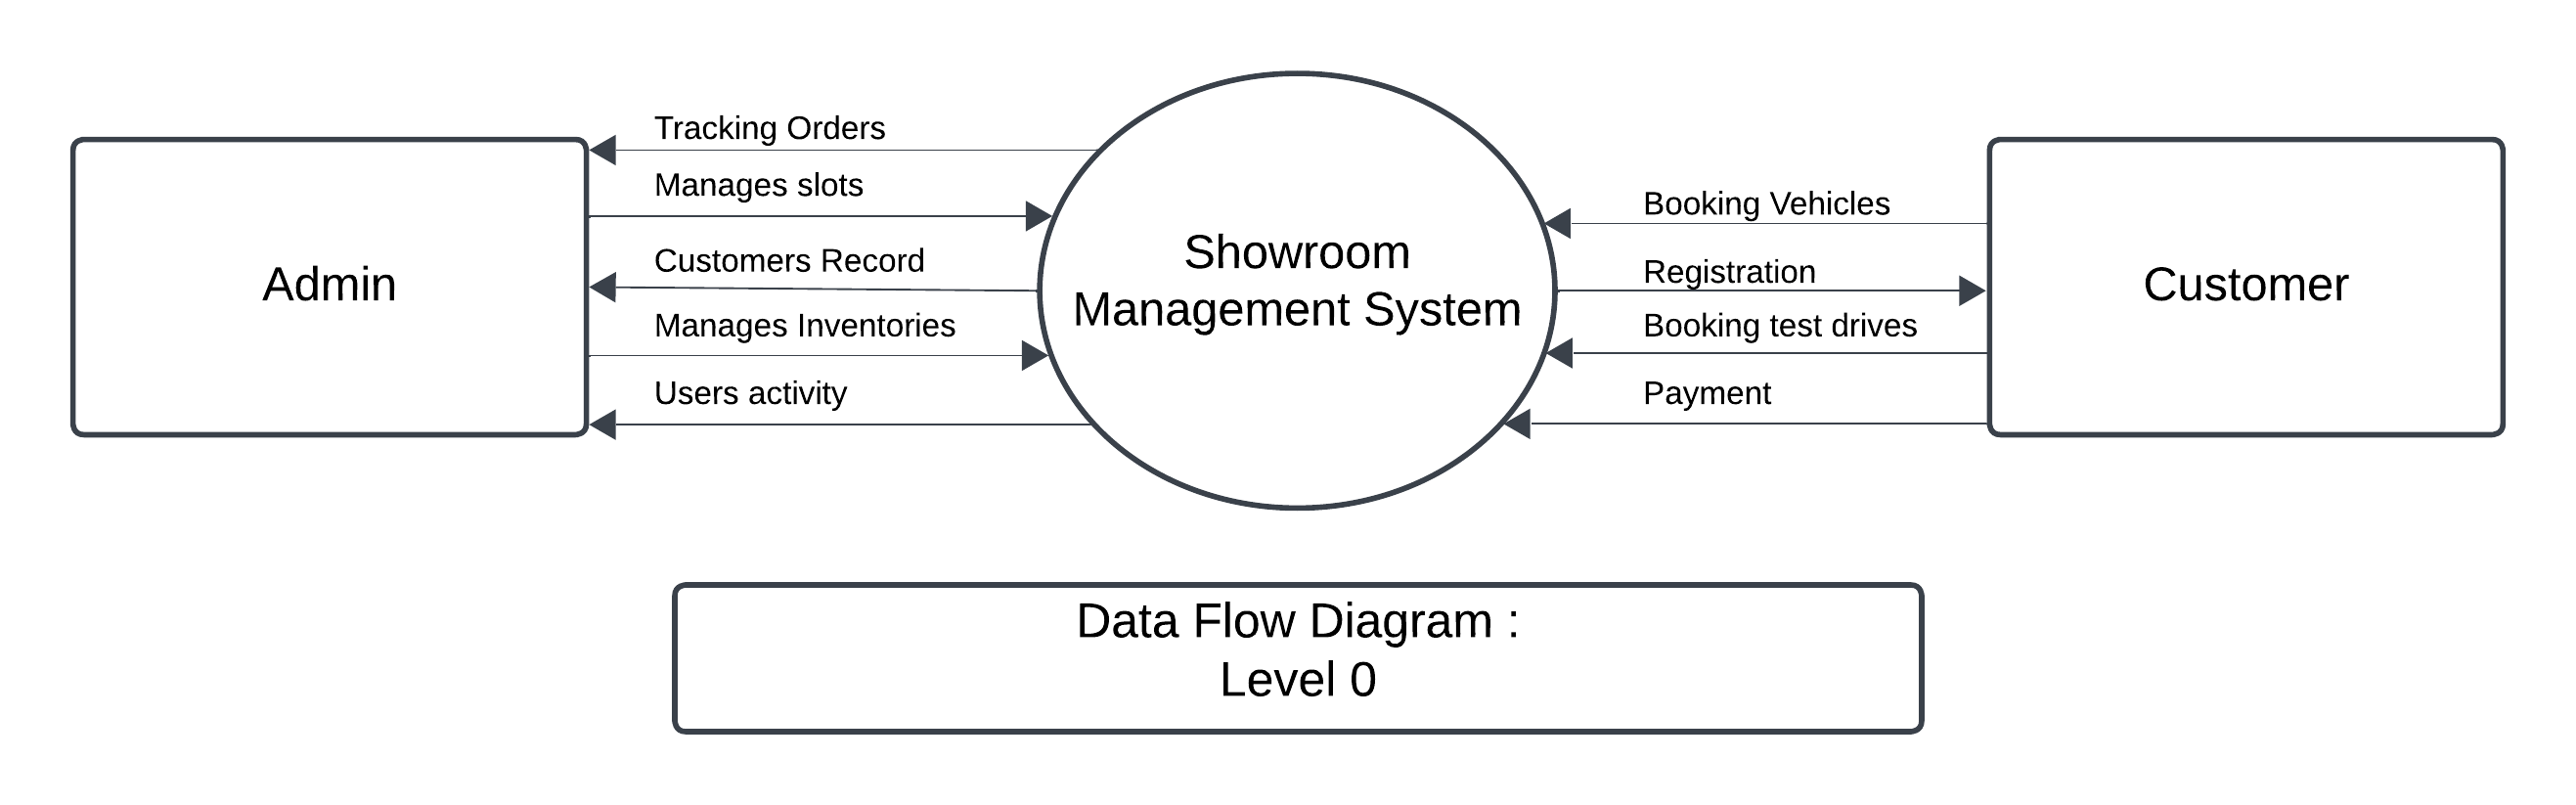 Tracking Orders
Manages slots
Customers Record
Manages Inventories
Users activity
Admin
Showroom
Management System
Booking Vehicles
Registration
Booking test drives
Payment
Customer
Data Flow Diagram :
Level 0